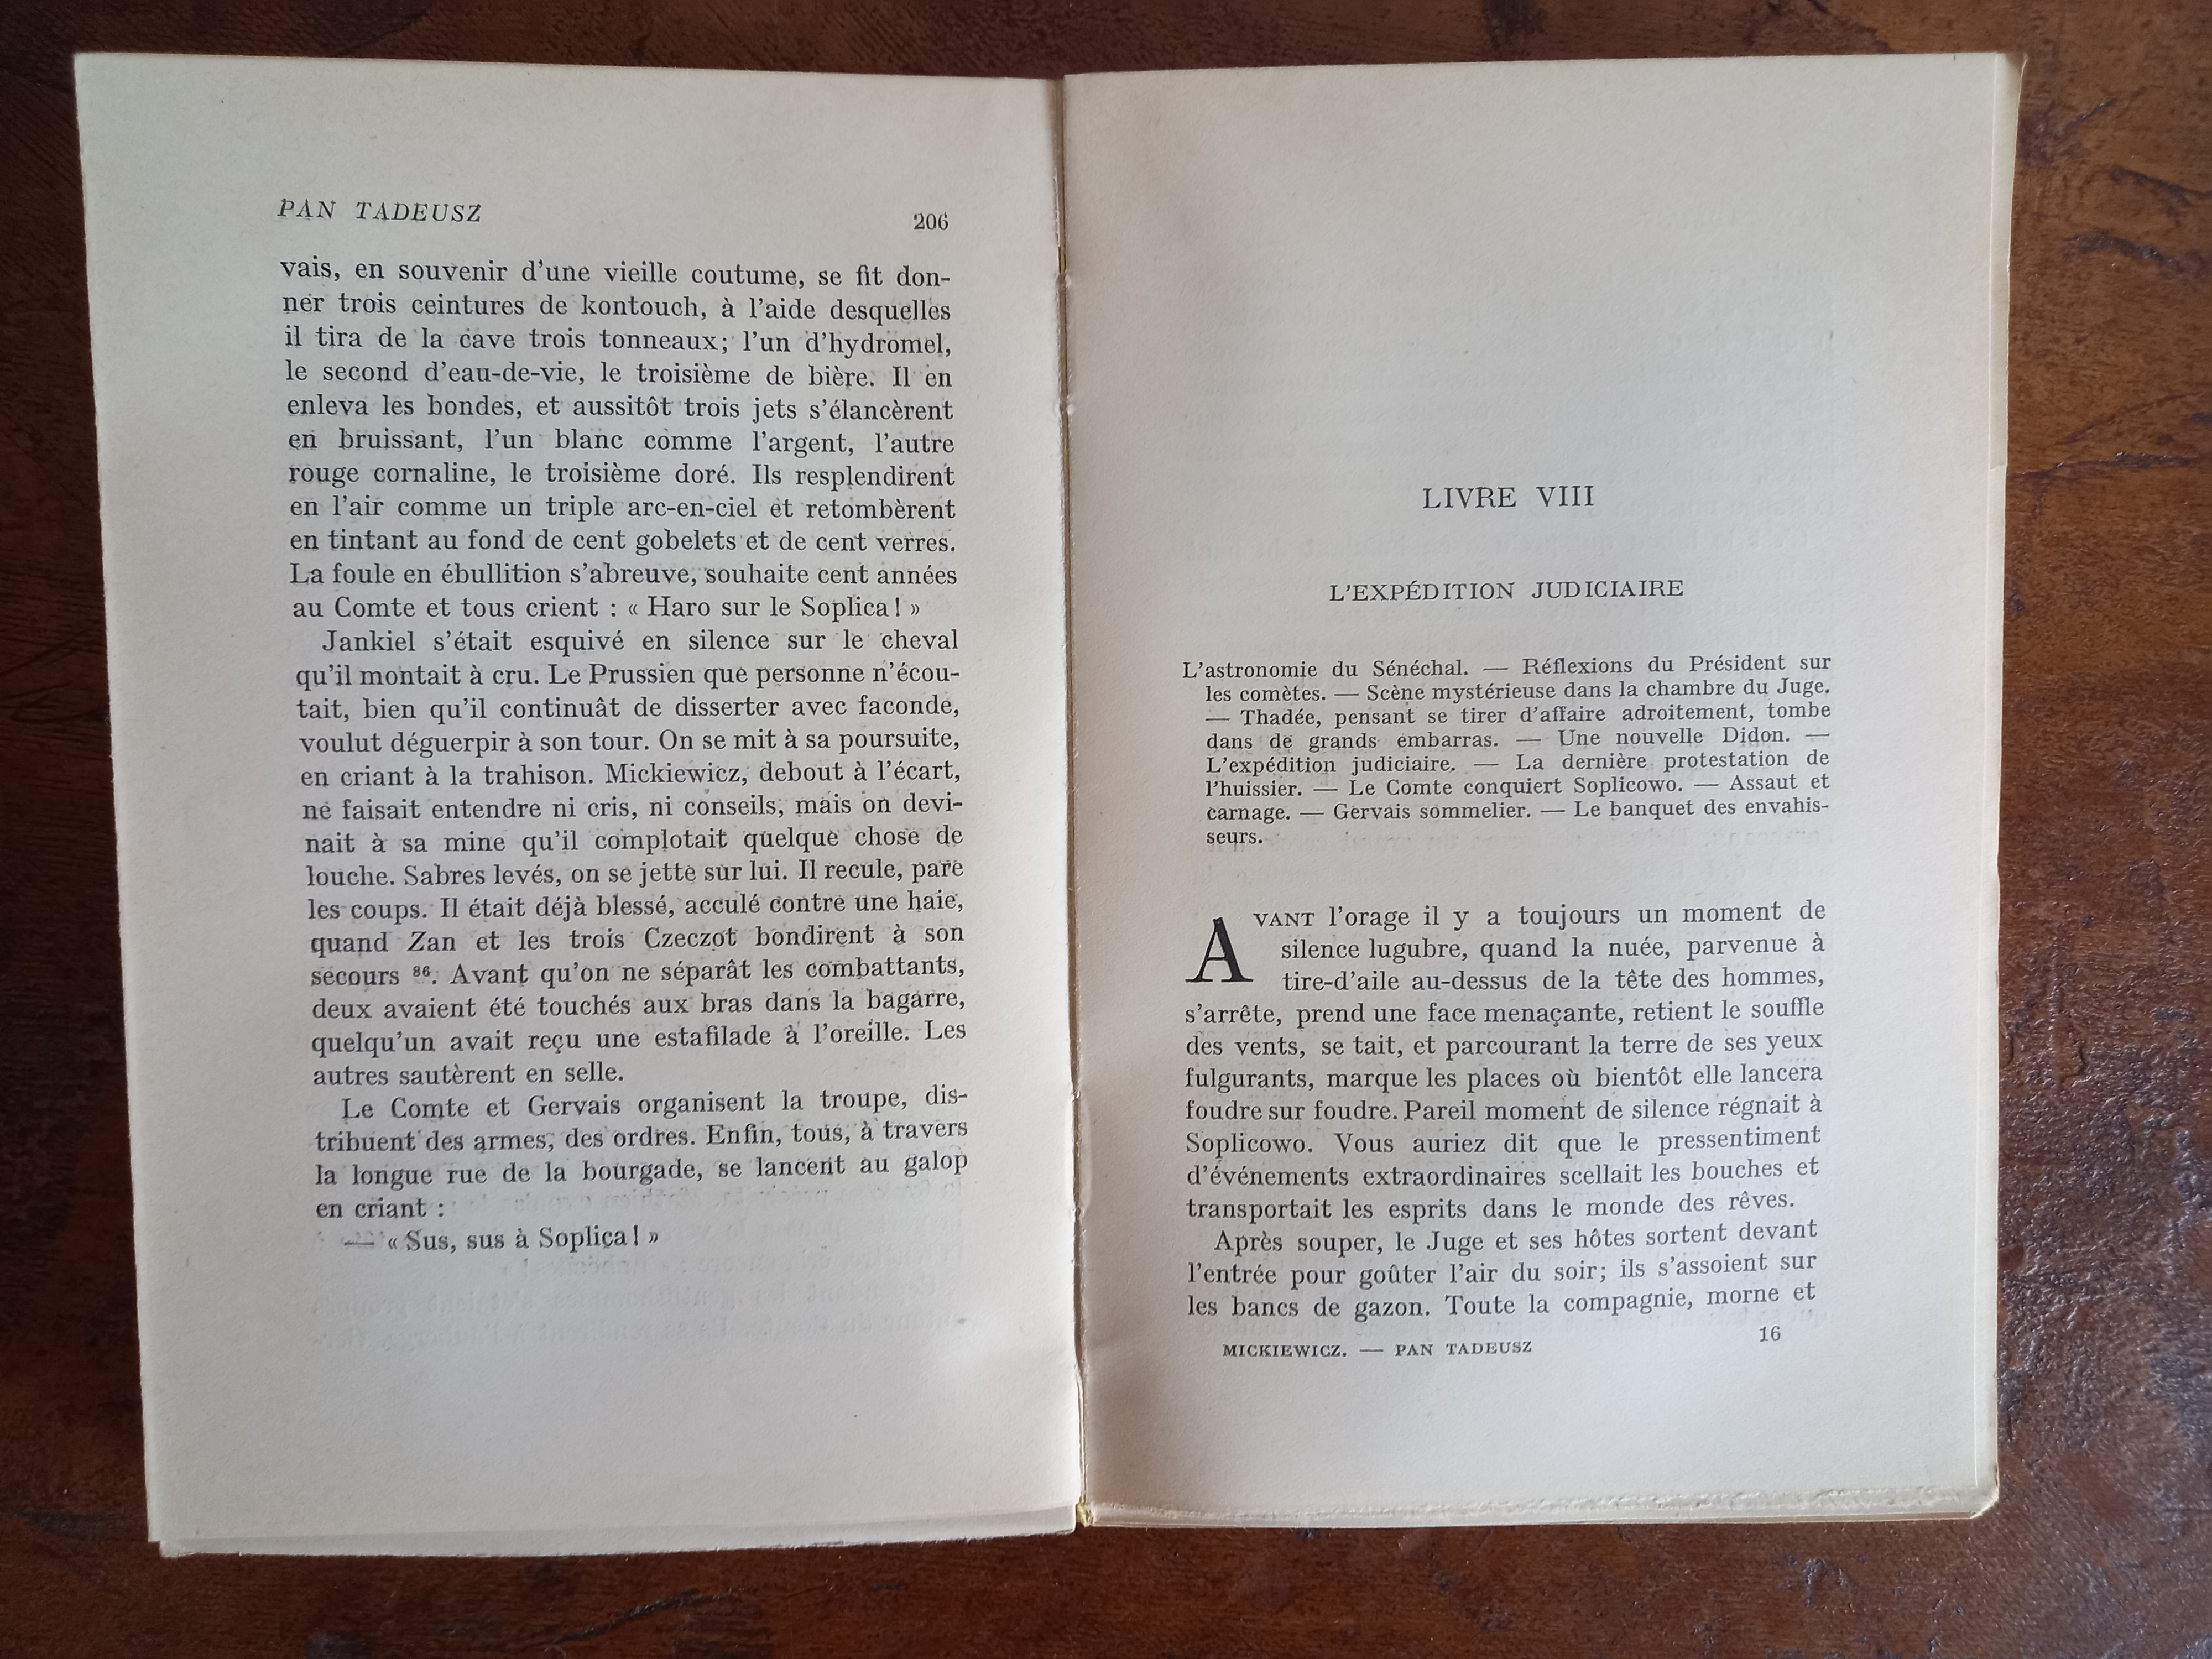 PAN TADEUSZ 206
vais, en souvenir d'une vieille coutume, se fit don-
ner trois ceintures de kontouch, à l'aide desquelles
il tira de la cave trois tonneaux; l'un d'hydromel,
le second d'eau-de-vie, le troisième de bière. Il en
enleva les bondes, et aussitôt trois jets s'élancèrent
en bruissant, l'un blanc comme l'argent, l'autre
rouge cornaline, le troisième doré. Ils resplendirent
en l'air comme un triple arc-en-ciel et retombèrent
en tintant au fond de cent gobelets et de cent verres.
La foule en ébullition s'abreuve, souhaite cent années
au Comte et tous crient : « Haro sur le Soplica! »
Jankiel s'était esquivé en silence sur le cheval
qu'il montait à cru. Le Prussien que personne n'écou-
tait, bien qu'il continuât de disserter avec faconde,
voulut déguerpir à son tour. On se mit à sa poursuite,
en criant à la trahison. Mickiewicz, debout à l'écart,
ne faisait entendre ni cris, ni conseils, mais on devi-
nait à sa mine qu'il complotait quelque chose de
louche. Sabres levés, on se jette sur lui. Il recule, pare
les coups. Il était déjà blessé, acculé contre une haie,
quand Zan et les trois Czeczot bondirent à son
secours ⁸⁶. Avant qu'on ne séparât les combattants,
deux avaient été touchés aux bras dans la bagarre,
quelqu'un avait reçu une estafilade à l'oreille. Les
autres sautèrent en selle.
Le Comte et Gervais organisent la troupe, dis-
tribuent des armes, des ordres. Enfin, tous, à travers
la longue rue de la bourgade, se lancent au galop
en criant :
— « Sus, sus à Soplica! »
LIVRE VIII
L'EXPÉDITION JUDICIAIRE
L'astronomie du Sénéchal. — Réflexions du Président sur
les comètes. — Scène mystérieuse dans la chambre du Juge.
— Thadée, pensant se tirer d'affaire adroitement, tombe
dans de grands embarras. — Une nouvelle Didon. —
L'expédition judiciaire. — La dernière protestation de
l'huissier. — Le Comte conquiert Soplicowo. — Assaut et
carnage. — Gervais sommelier. — Le banquet des envahis-
seurs.
AVANT l'orage il y a toujours un moment de
silence lugubre, quand la nuée, parvenue à
tire-d'aile au-dessus de la tête des hommes,
s'arrête, prend une face menaçante, retient le souffle
des vents, se tait, et parcourant la terre de ses yeux
fulgurants, marque les places où bientôt elle lancera
foudre sur foudre. Pareil moment de silence régnait à
Soplicowo. Vous auriez dit que le pressentiment
d'événements extraordinaires scellait les bouches et
transportait les esprits dans le monde des rêves.
Après souper, le Juge et ses hôtes sortent devant
l'entrée pour goûter l'air du soir; ils s'assoient sur
les bancs de gazon. Toute la compagnie, morne et
MICKIEWICZ. — PAN TADEUSZ 16